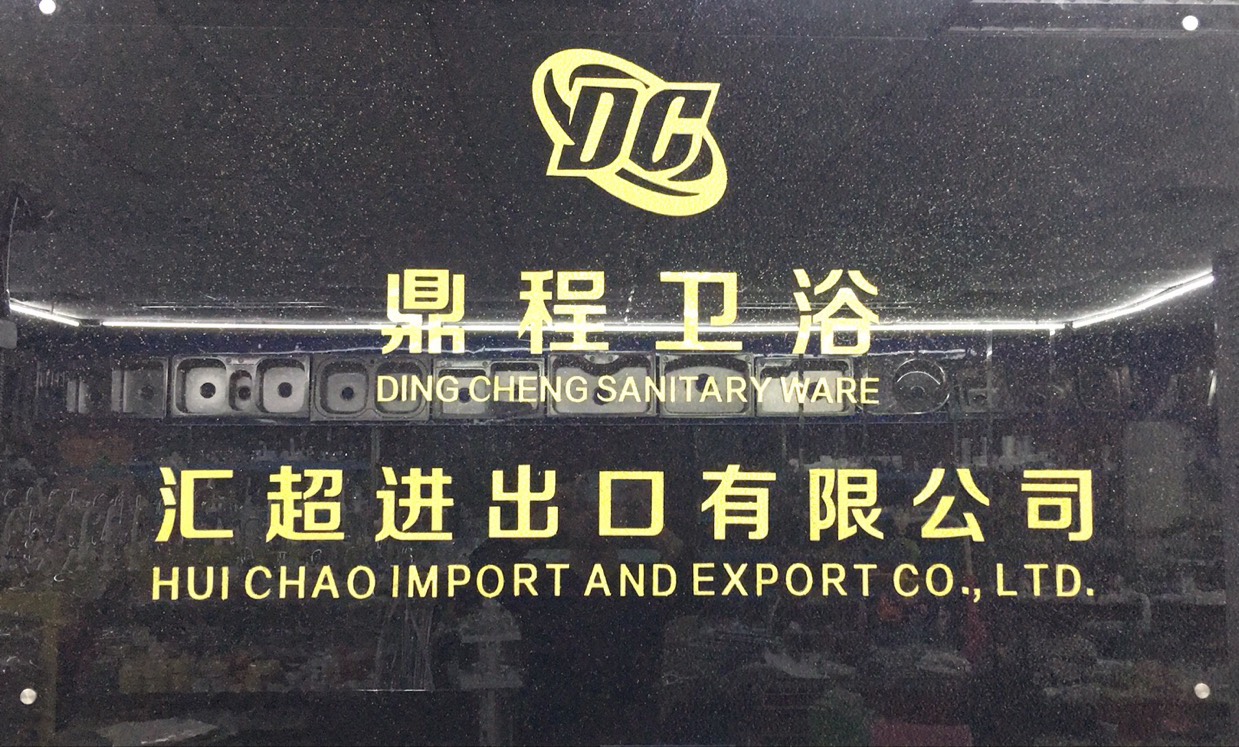 DC
鼎程卫浴
DING CHENG SANITARY WARE
汇超进出口有限公司
HUI CHAO IMPORT AND EXPORT CO., LTD.